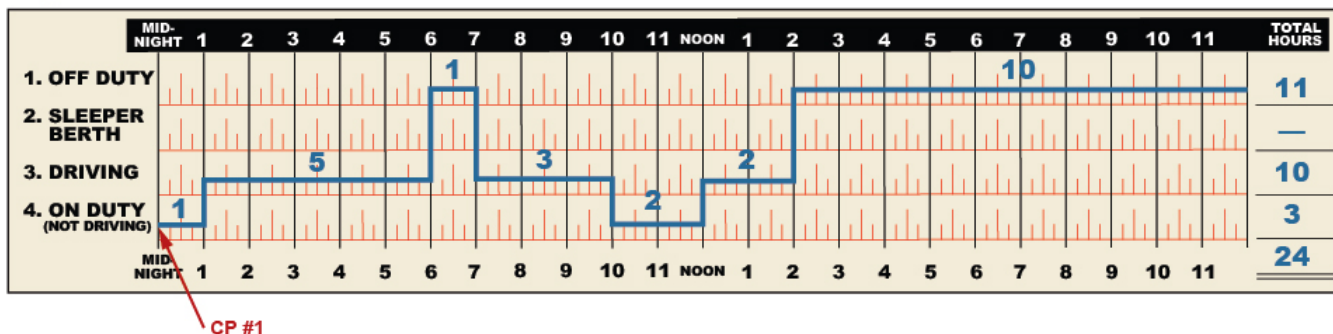 MID-NIGHT 1 2 3 4 5 6 7 8 9 10 11 NOON 1 2 3 4 5 6 7 8 9 10 11 TOTAL HOURS
1. OFF DUTY 1 10 11
2. SLEEPER BERTH —
3. DRIVING 5 3 2 10
4. ON DUTY (NOT DRIVING) 1 2 3
MID-NIGHT 1 2 3 4 5 6 7 8 9 10 11 NOON 1 2 3 4 5 6 7 8 9 10 11 24
CP #1